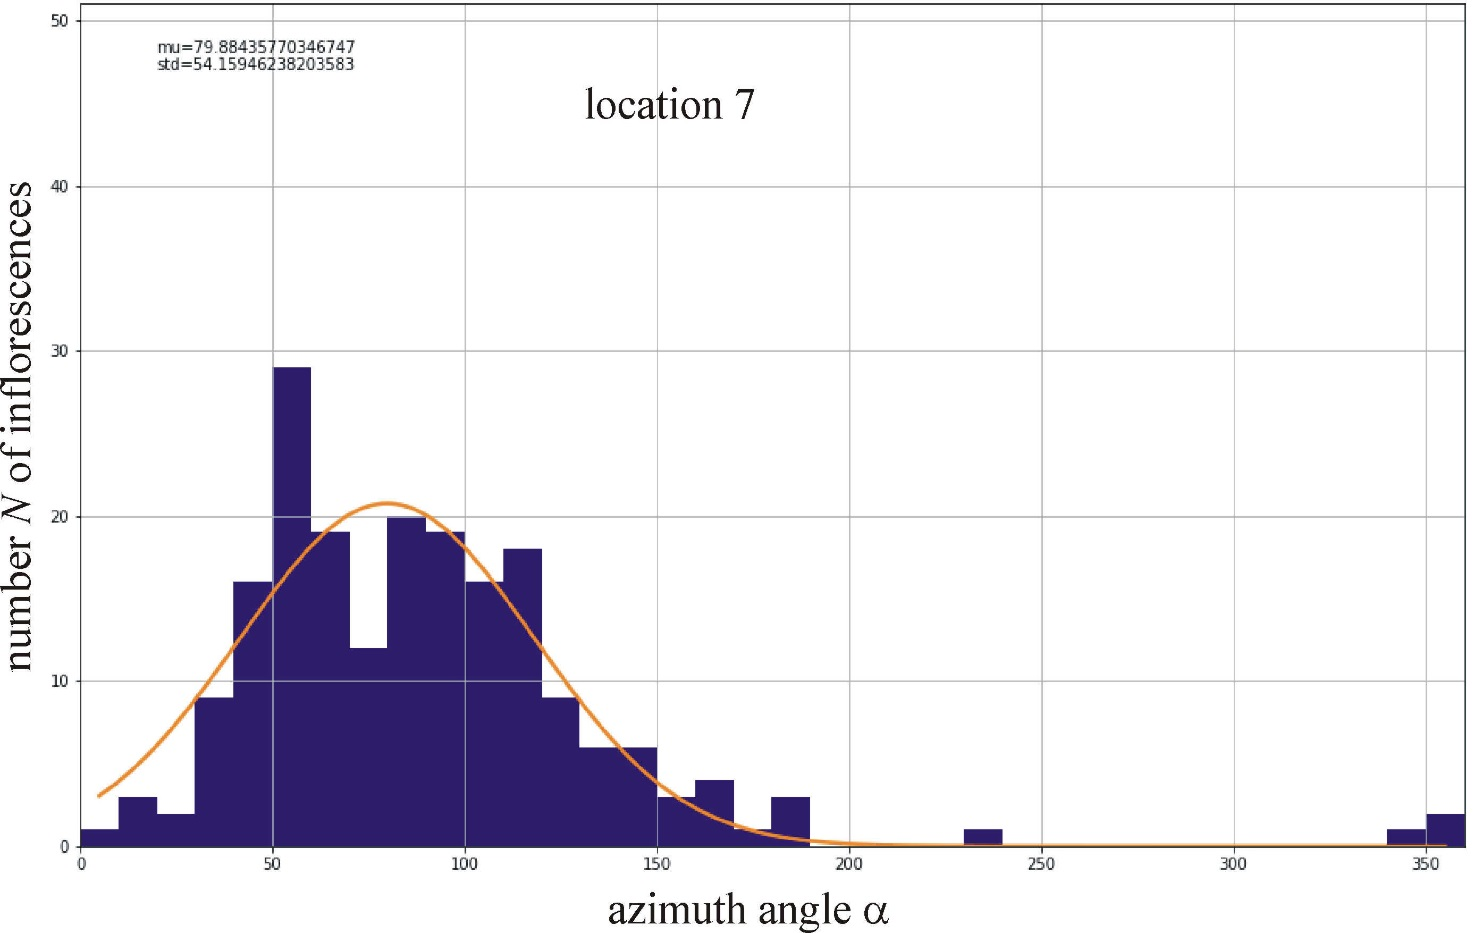 50
mu=79.88435770346747
std=54.15946238203583
location 7
40
30
20
10
0
number N of inflorescences
0 50 100 150 200 250 300 350
azimuth angle α